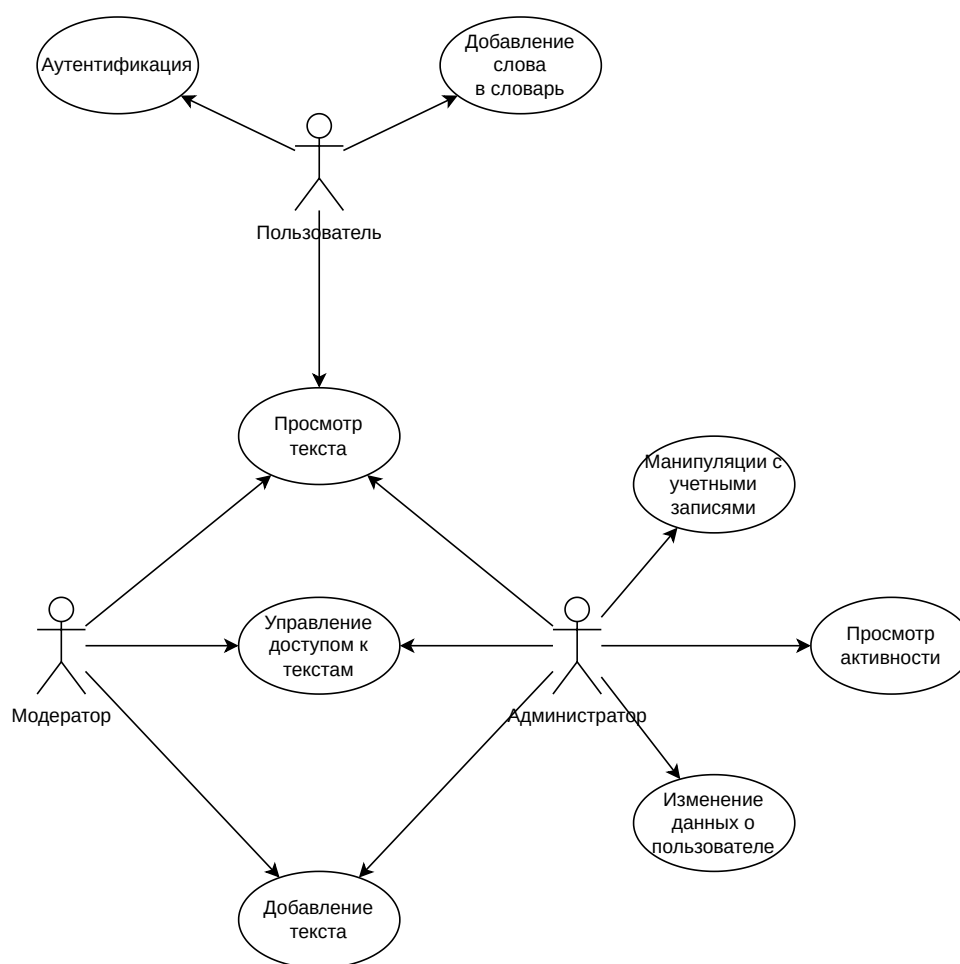 Аутентификация
Добавление
слова
в словарь
Пользователь
Просмотр
текста
Манипуляции с
учетными
записями
Управление
доступом к
текстам
Просмотр
активности
Модератор
Администратор
Изменение
данных о
пользователе
Добавление
текста